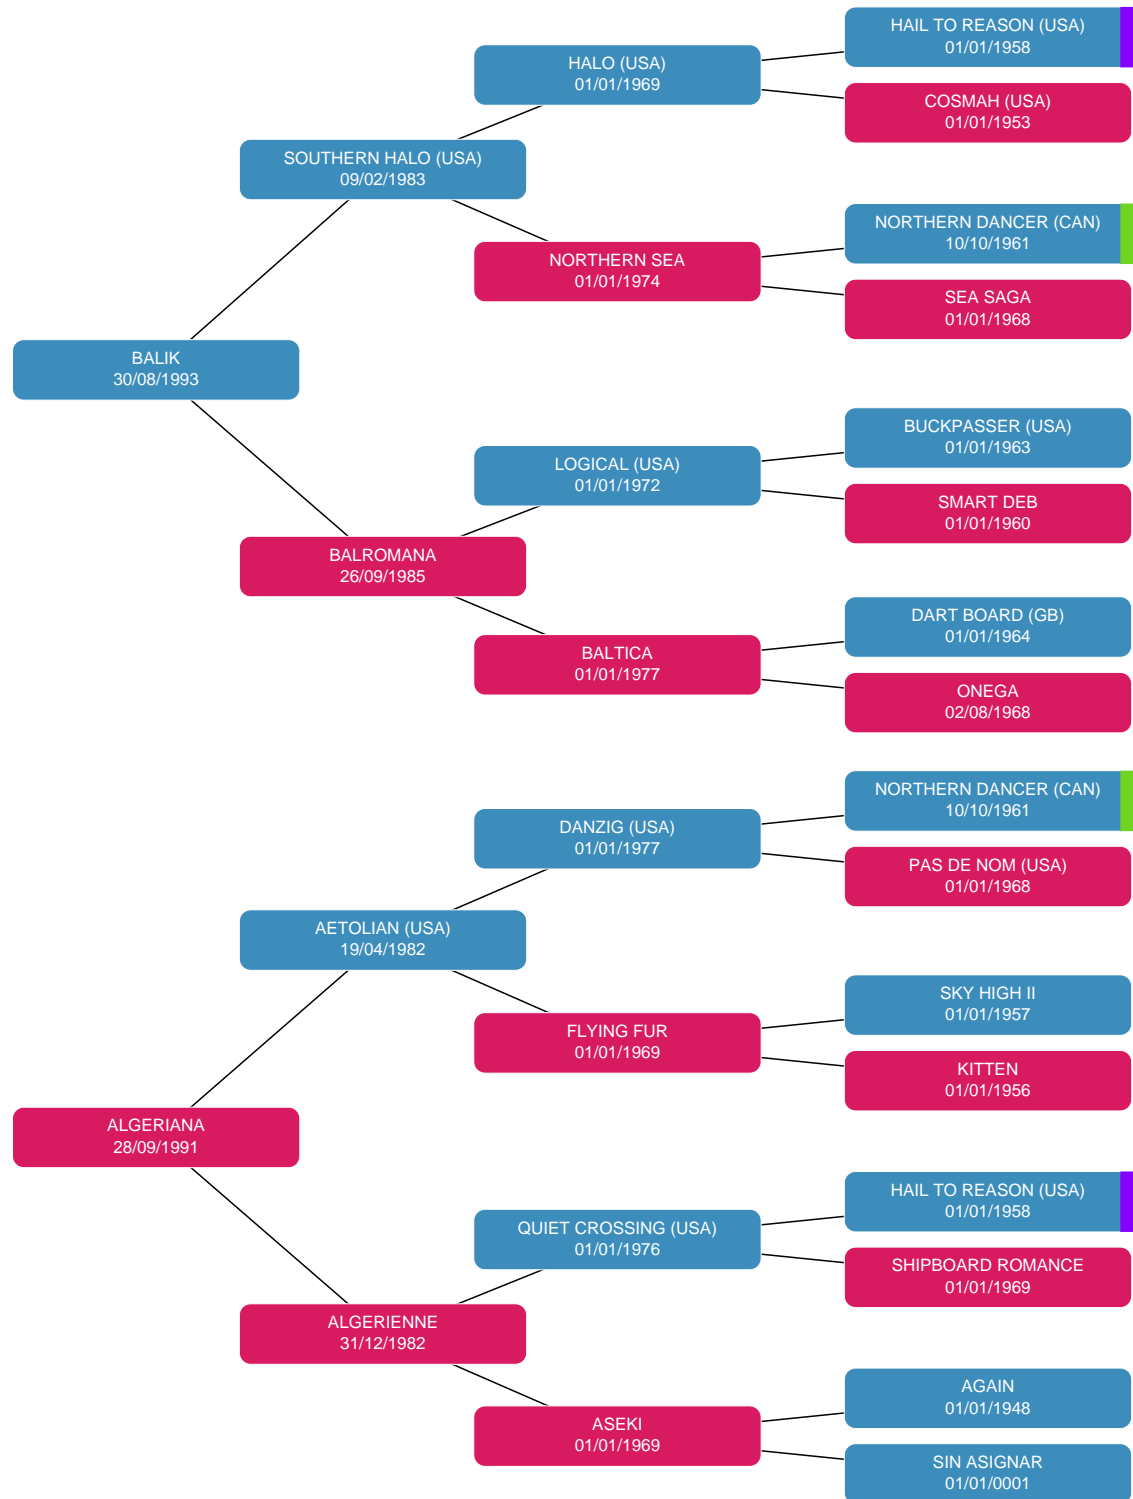 HAIL TO REASON (USA)
01/01/1958
HALO (USA)
01/01/1969
COSMAH (USA)
01/01/1953
SOUTHERN HALO (USA)
09/02/1983
NORTHERN DANCER (CAN)
10/10/1961
NORTHERN SEA
01/01/1974
SEA SAGA
01/01/1968
BALIK
30/08/1993
BUCKPASSER (USA)
01/01/1963
LOGICAL (USA)
01/01/1972
SMART DEB
01/01/1960
BALROMANA
26/09/1985
DART BOARD (GB)
01/01/1964
BALTICA
01/01/1977
ONEGA
02/08/1968
NORTHERN DANCER (CAN)
10/10/1961
DANZIG (USA)
01/01/1977
PAS DE NOM (USA)
01/01/1968
AETOLIAN (USA)
19/04/1982
SKY HIGH II
01/01/1957
FLYING FUR
01/01/1969
KITTEN
01/01/1956
ALGERIANA
28/09/1991
HAIL TO REASON (USA)
01/01/1958
QUIET CROSSING (USA)
01/01/1976
SHIPBOARD ROMANCE
01/01/1969
ALGERIENNE
31/12/1982
AGAIN
01/01/1948
ASEKI
01/01/1969
SIN ASIGNAR
01/01/0001